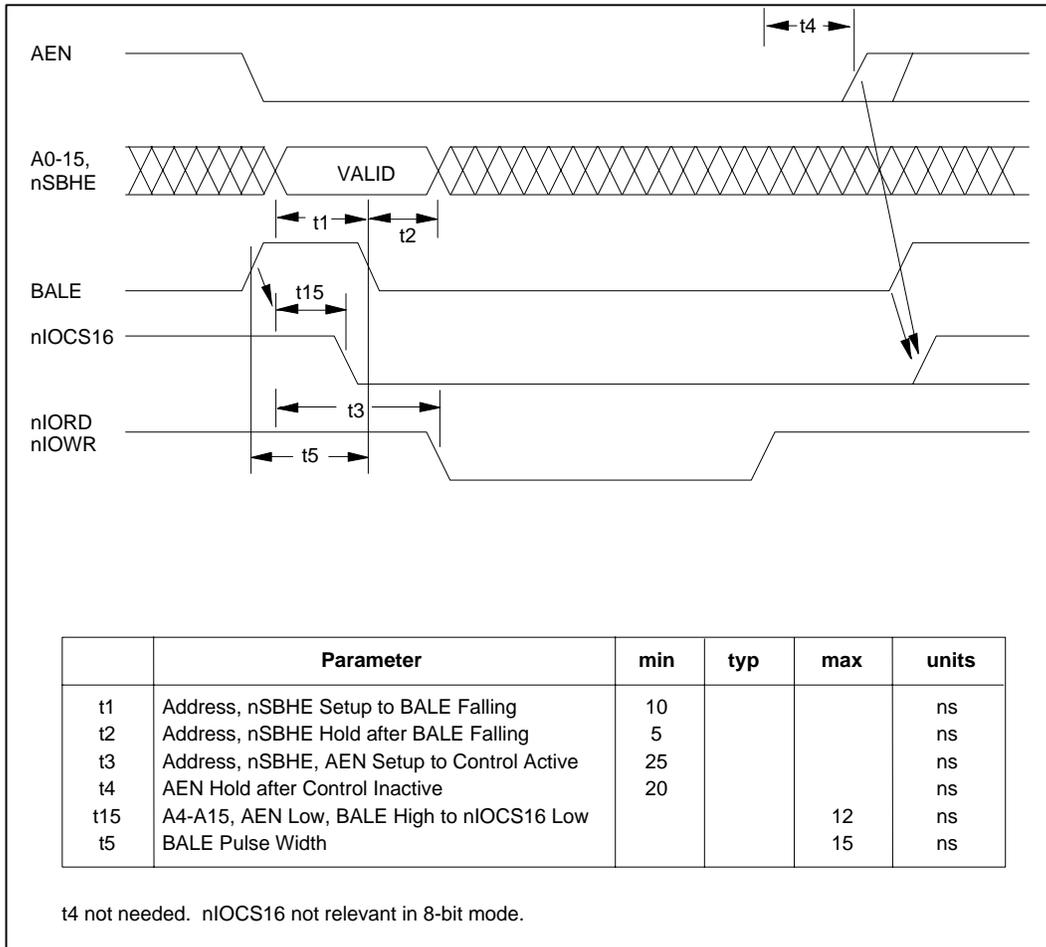 t4
AEN
A0-15,
nSBHE
VALID
t1
t2
BALE
t15
nIOCS16
t3
nIORD
nIOWR
t5
Parameter min typ max units
t1 Address, nSBHE Setup to BALE Falling 10 ns
t2 Address, nSBHE Hold after BALE Falling 5 ns
t3 Address, nSBHE, AEN Setup to Control Active 25 ns
t4 AEN Hold after Control Inactive 20 ns
t15 A4-A15, AEN Low, BALE High to nIOCS16 Low 12 ns
t5 BALE Pulse Width 15 ns
t4 not needed. nIOCS16 not relevant in 8-bit mode.